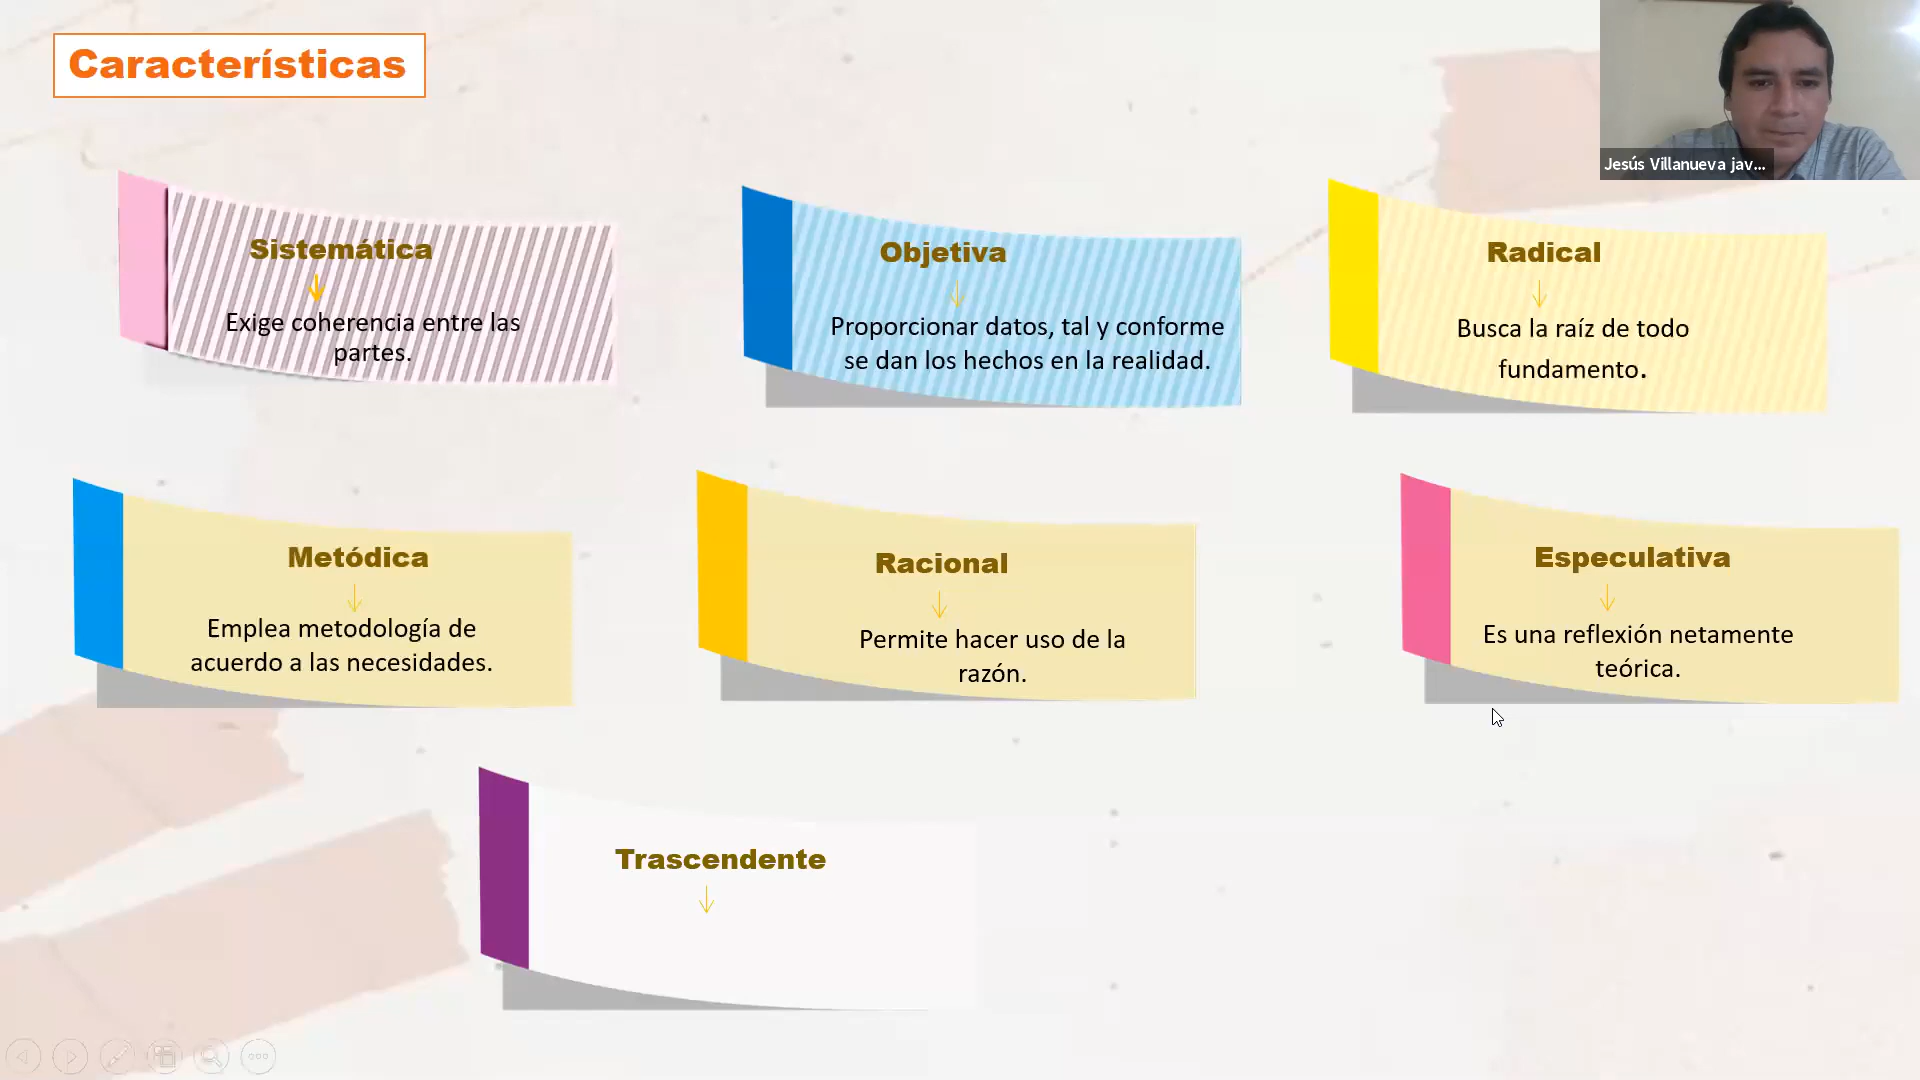 Características
Jesús Villanueva jav...
Sistemática
Exige coherencia entre las
partes.
Objetiva
Proporcionar datos, tal y conforme
se dan los hechos en la realidad.
Radical
Busca la raíz de todo
fundamento.
Metódica
Emplea metodología de
acuerdo a las necesidades.
Racional
Permite hacer uso de la
razón.
Especulativa
Es una reflexión netamente
teórica.
Trascendente